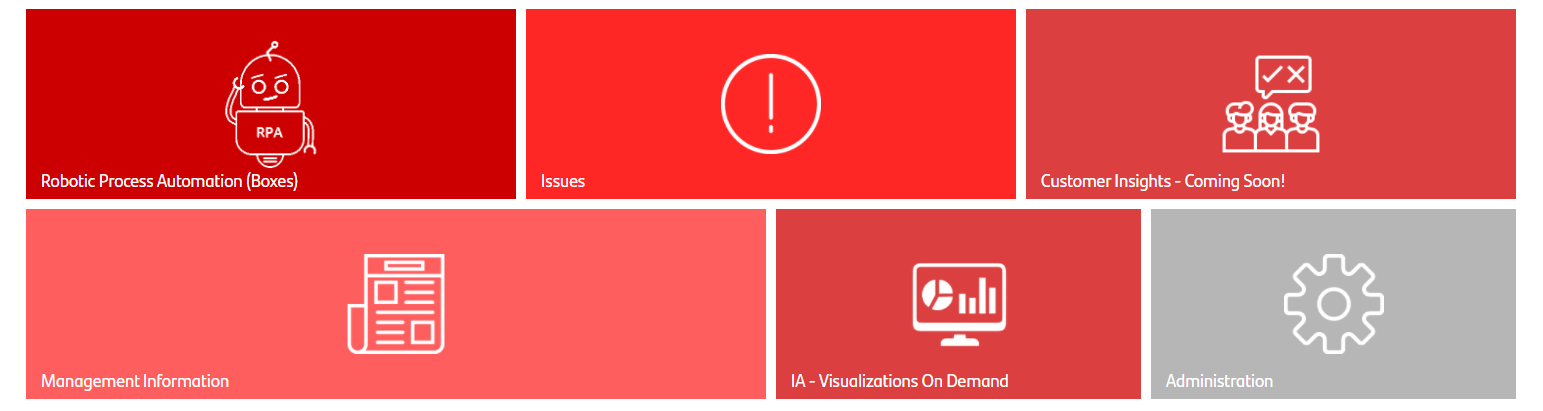 RPA
Robotic Process Automation (Boxes)
Issues
Customer Insights - Coming Soon!
Management Information
IA - Visualizations On Demand
Administration